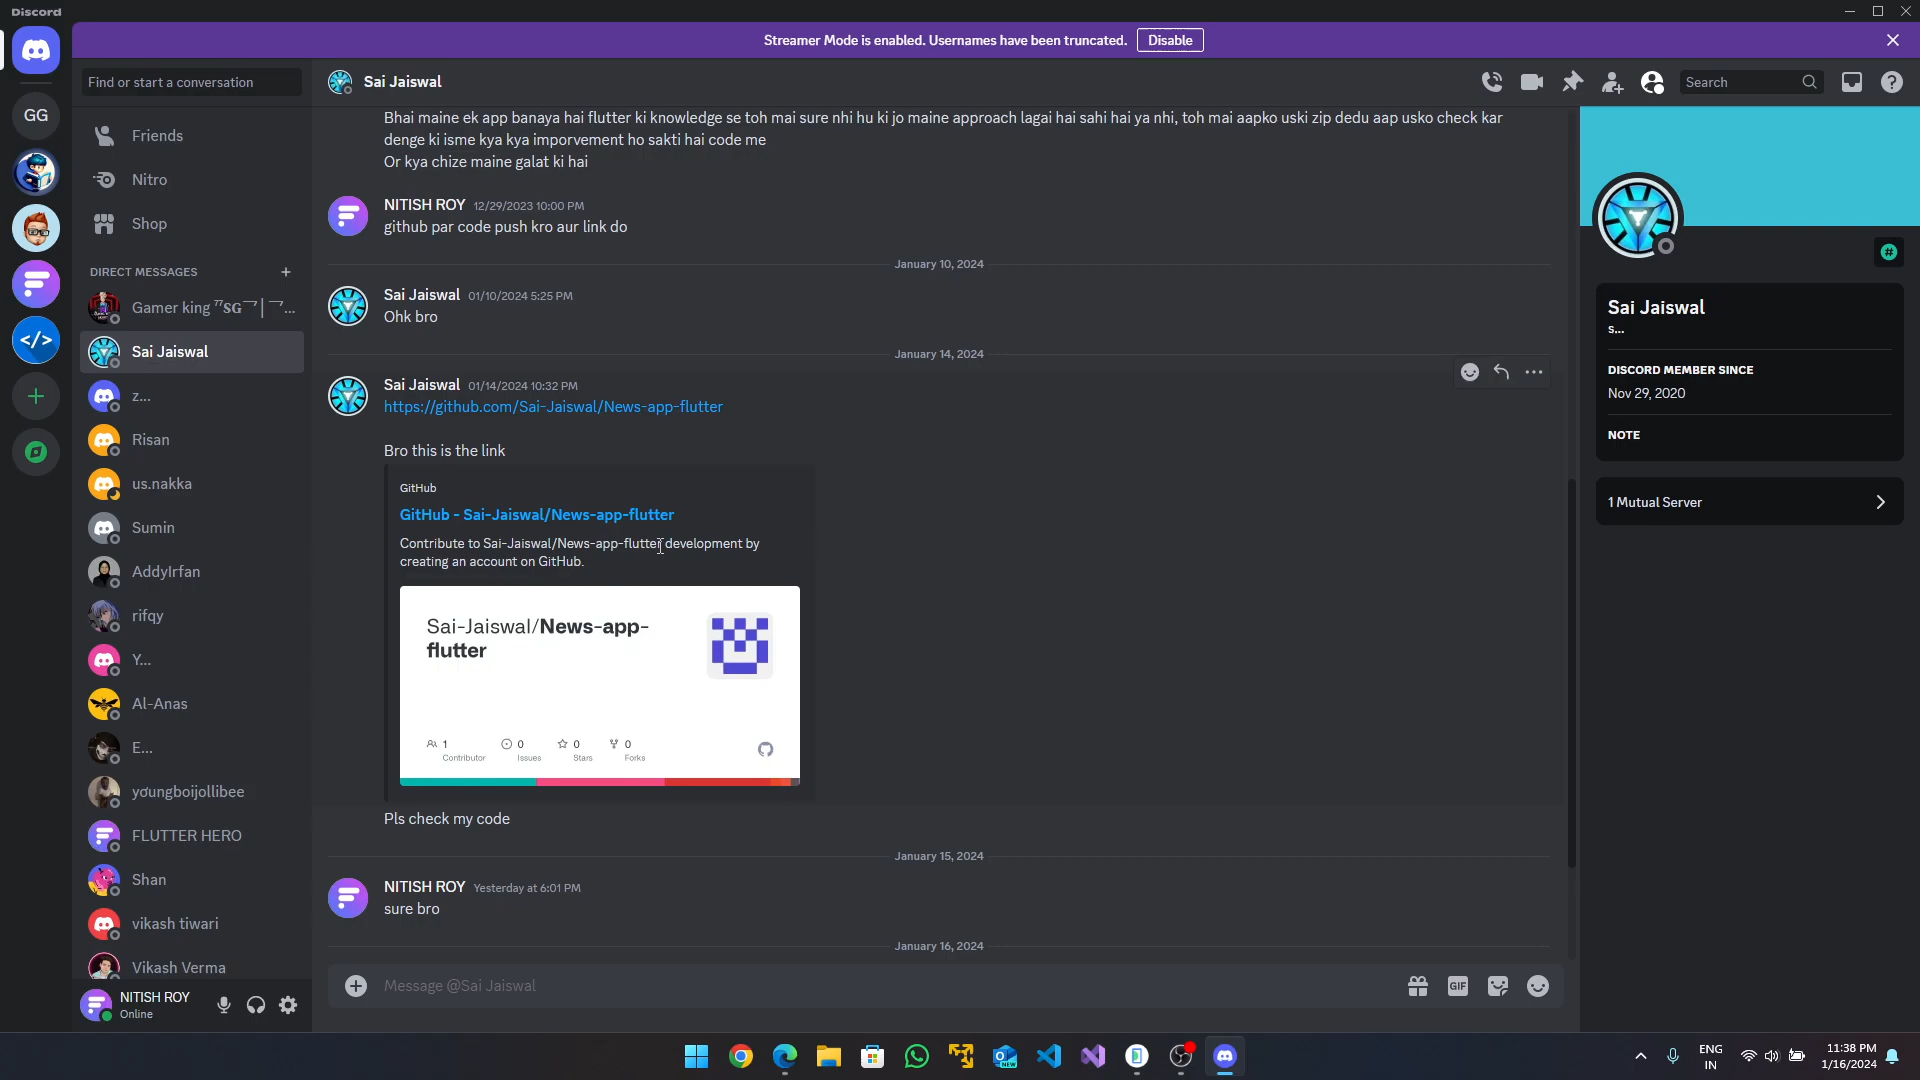 Discord
Streamer Mode is enabled. Usernames have been truncated.
Disable
Find or start a conversation
Sai Jaiswal
Search
GG
Friends
Nitro
Shop
DIRECT MESSAGES
Gamer king
Sai Jaiswal
z...
Risan
us.nakka
Sumin
AddyIrfan
rifqy
Y...
Al-Anas
E...
yσungboijollibee
FLUTTER HERO
Shan
vikash tiwari
Vikash Verma
NITISH ROY
Online
Bhai maine ek app banaya hai flutter ki knowledge se toh mai sure nhi hu ki jo maine approach lagai hai sahi hai ya nhi, toh mai aapko uski zip dedu aap usko check kar
denge ki isme kya kya imporvement ho sakti hai code me
Or kya chize maine galat ki hai
NITISH ROY 12/29/2023 10:00 PM
github par code push kro aur link do
January 10, 2024
Sai Jaiswal 01/10/2024 5:25 PM
Ohk bro
January 14, 2024
Sai Jaiswal 01/14/2024 10:32 PM
https://github.com/Sai-Jaiswal/News-app-flutter
Bro this is the link
GitHub
GitHub - Sai-Jaiswal/News-app-flutter
Contribute to Sai-Jaiswal/News-app-flutter development by
creating an account on GitHub.
Sai-Jaiswal/News-app-
flutter
1 0 0 0
Contributor Issues Stars Forks
Pls check my code
January 15, 2024
NITISH ROY Yesterday at 6:01 PM
sure bro
January 16, 2024
Message @Sai Jaiswal
GIF
Sai Jaiswal
s...
DISCORD MEMBER SINCE
Nov 29, 2020
NOTE
1 Mutual Server
NEW
ENG
IN
11:38 PM
1/16/2024